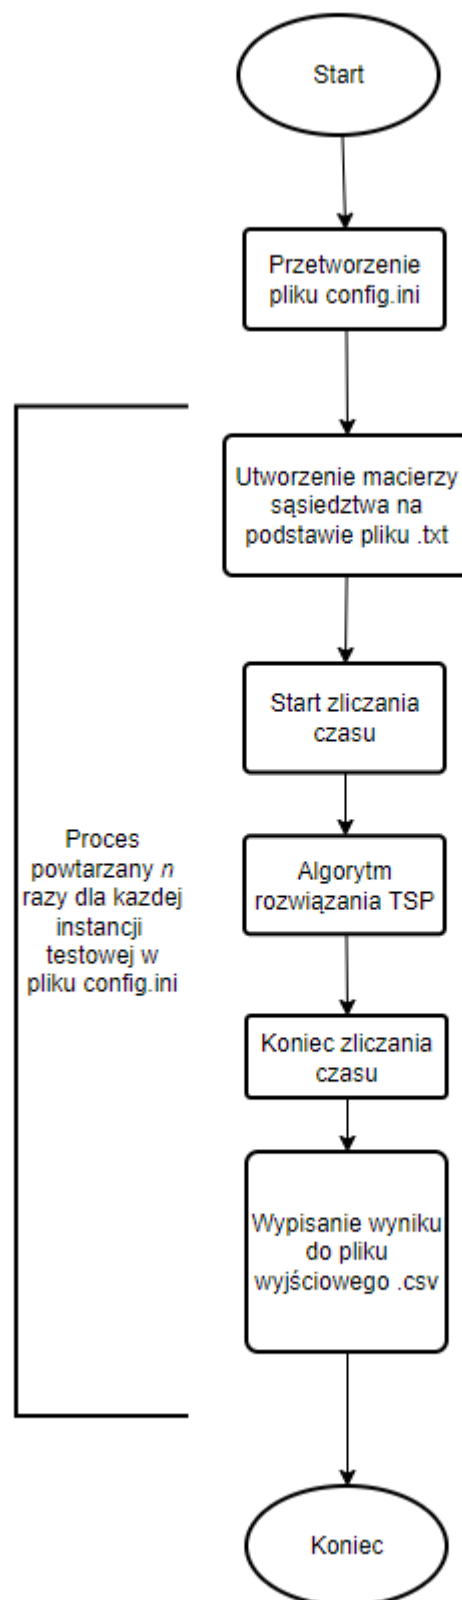 Start
Przetworzenie
pliku config.ini
Utworzenie macierzy
sąsiedztwa na
podstawie pliku .txt
Start zliczania
czasu
Proces
powtarzany n
razy dla kazdej
instancji
testowej w
pliku config.ini
Algorytm
rozwiązania TSP
Koniec zliczania
czasu
Wypisanie wyniku
do pliku
wyjściowego .csv
Koniec